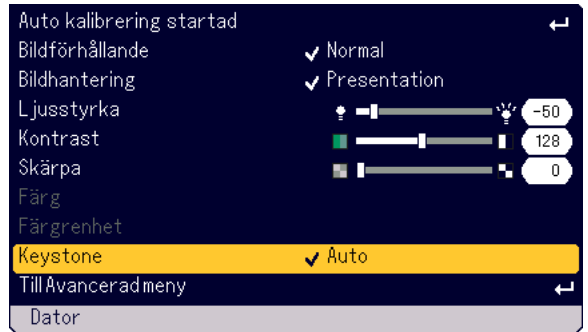 Auto kalibrering startad
Bildförhållande Normal
Bildhantering Presentation
Ljusstyrka -50
Kontrast 128
Skärpa 0
Färg
Färgrenhet
Keystone Auto
Till Avancerad meny
Dator